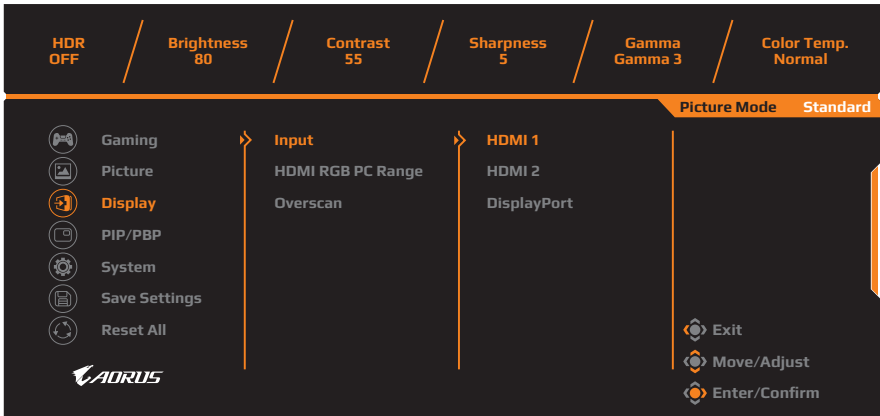 HDR
OFF
Brightness
80
Contrast
55
Sharpness
5
Gamma
Gamma 3
Color Temp.
Normal
Picture Mode Standard
Gaming
Picture
Display
PIP/PBP
System
Save Settings
Reset All
Input
HDMI RGB PC Range
Overscan
HDMI 1
HDMI 2
DisplayPort
Exit
Move/Adjust
Enter/Confirm
AORUS